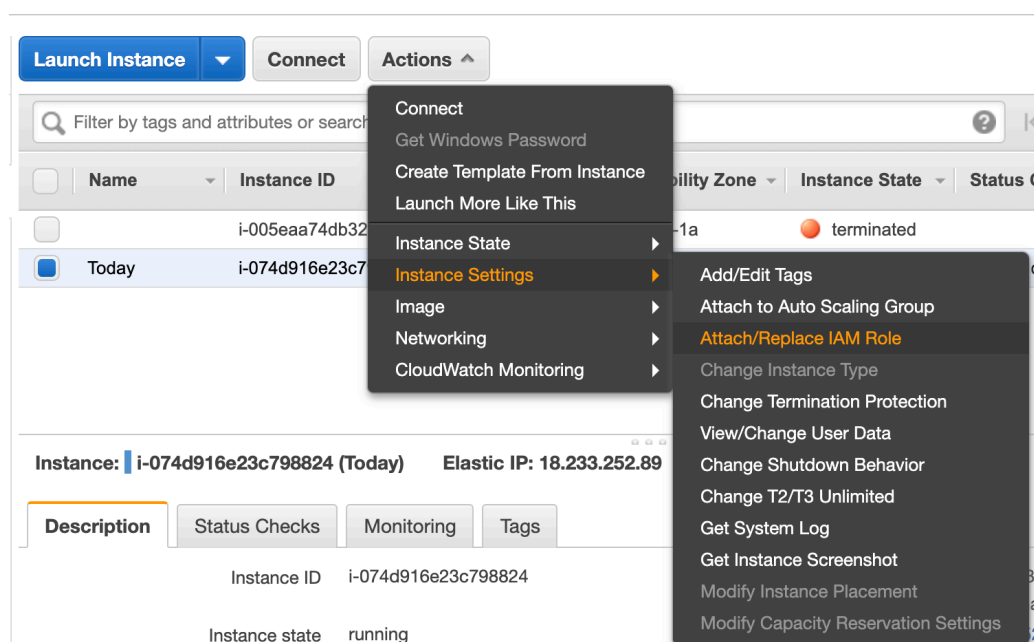 Launch Instance Connect Actions
Filter by tags and attributes or search
Connect
Get Windows Password
Create Template From Instance
Launch More Like This
Instance State
Instance Settings
Image
Networking
CloudWatch Monitoring
Name Instance ID bility Zone Instance State Status
i-005eaa74db32 -1a terminated
Today i-074d916e23c7
Add/Edit Tags
Attach to Auto Scaling Group
Attach/Replace IAM Role
Change Instance Type
Change Termination Protection
View/Change User Data
Change Shutdown Behavior
Change T2/T3 Unlimited
Get System Log
Get Instance Screenshot
Modify Instance Placement
Modify Capacity Reservation Settings
Instance: i-074d916e23c798824 (Today) Elastic IP: 18.233.252.89
Description Status Checks Monitoring Tags
Instance ID i-074d916e23c798824
Instance state running